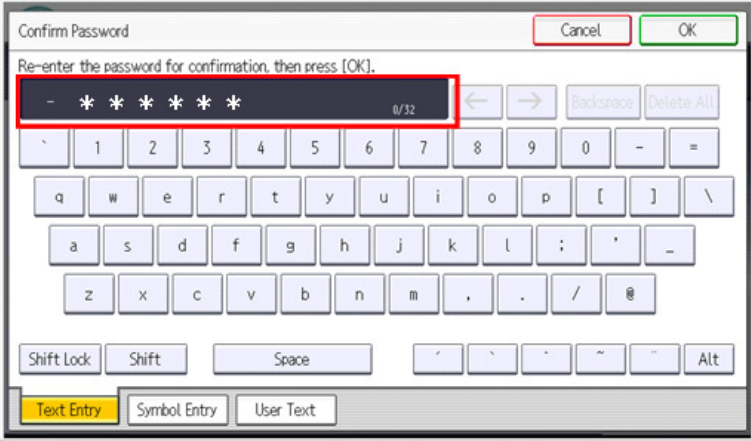 Confirm Password
Cancel
OK
Re-enter the password for confirmation, then press [OK].
- * * * * * *
0/32
← → Backspace Delete All
` 1 2 3 4 5 6 7 8 9 0 - =
q w e r t y u i o p [ ] \
a s d f g h j k l ; ' _
z x c v b n m , . / @
Shift Lock Shift Space ´ ` ^ ~ ¨ Alt
Text Entry Symbol Entry User Text